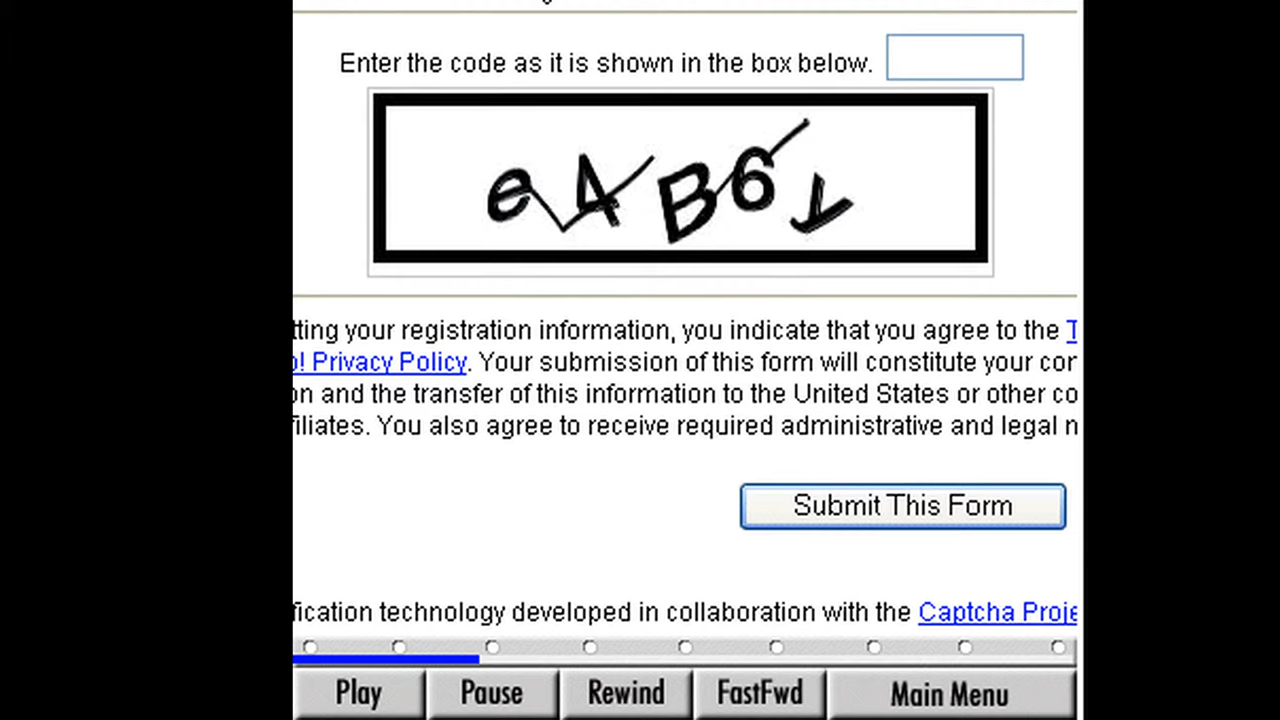 Enter the code as it is shown in the box below.
e4B6y
tting your registration information, you indicate that you agree to the T
o! Privacy Policy. Your submission of this form will constitute your cor
on and the transfer of this information to the United States or other co
filiates. You also agree to receive required administrative and legal n
Submit This Form
fication technology developed in collaboration with the Captcha Proje
Play Pause Rewind FastFwd Main Menu